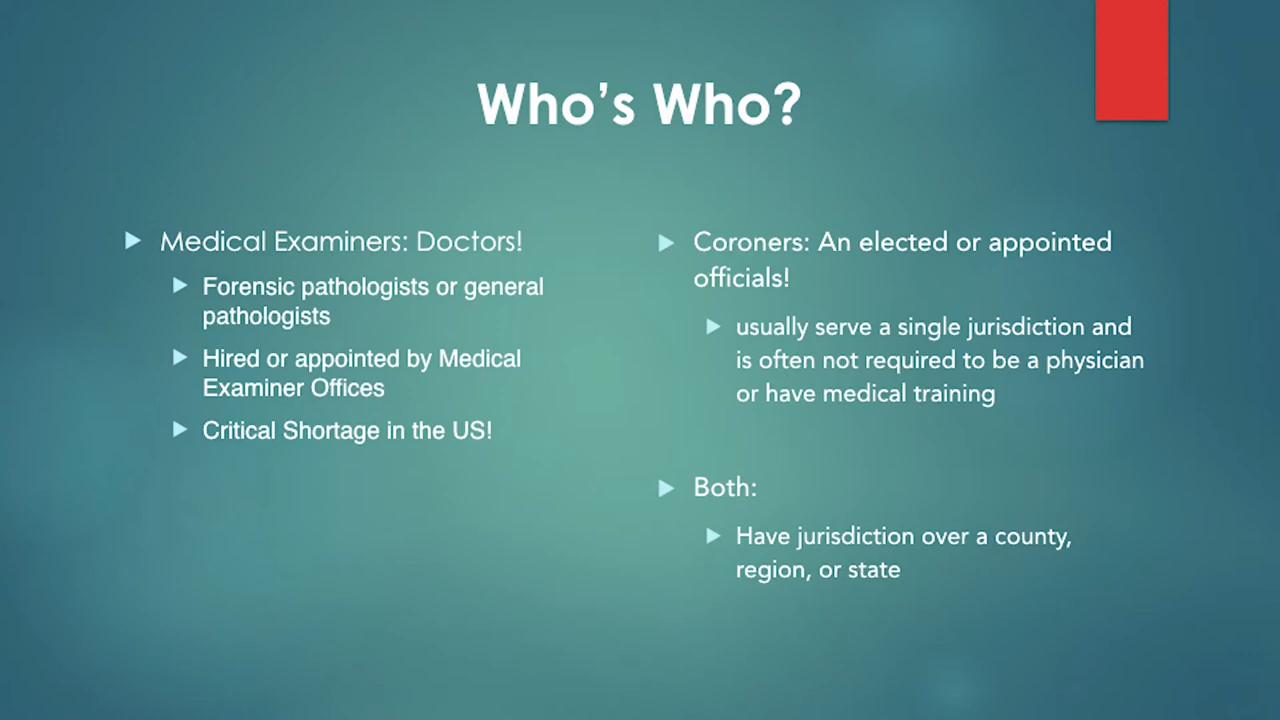 Who's Who?
Medical Examiners: Doctors!
Forensic pathologists or general
pathologists
Hired or appointed by Medical
Examiner Offices
Critical Shortage in the US!
Coroners: An elected or appointed
officials!
usually serve a single jurisdiction and
is often not required to be a physician
or have medical training
Both:
Have jurisdiction over a county,
region, or state